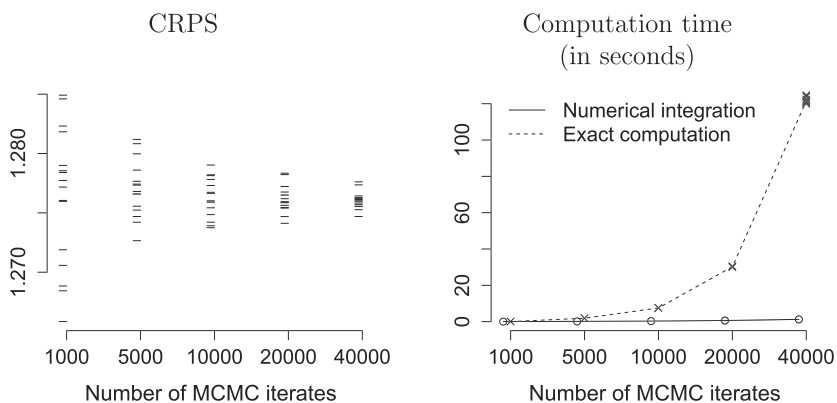 CRPS
1.280
1.270
1000 5000 10000 20000 40000
Number of MCMC iterates
Computation time
(in seconds)
Numerical integration
Exact computation
100
60
20
0
1000 5000 10000 20000 40000
Number of MCMC iterates